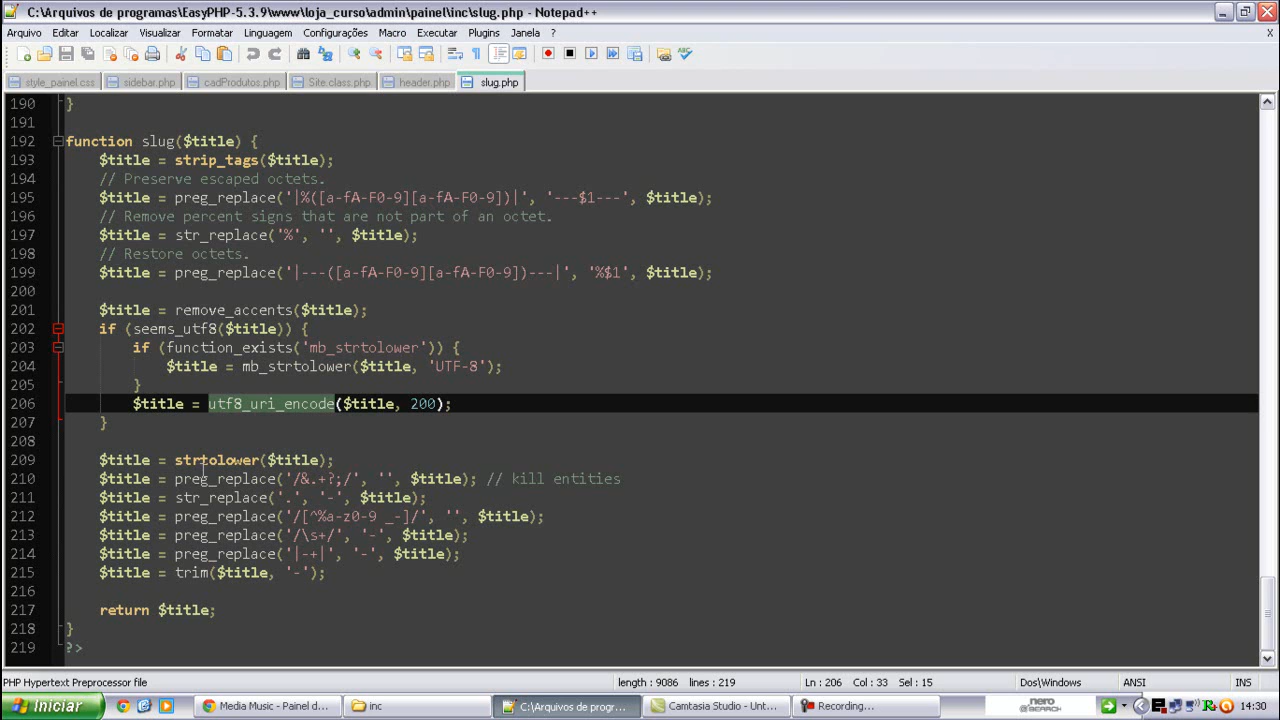 C:\Arquivos de programas\EasyPHP-5.3.9\www\loja_curso\admin\painel\inc\slug.php - Notepad++
Arquivo Editar Localizar Visualizar Formatar Linguagem Configurações Macro Executar Plugins Janela ? X
style_painel.css sidebar.php cadProdutos.php Site.class.php header.php slug.php
190 }
191
192 function slug($title) {
193 $title = strip_tags($title);
194 // Preserve escaped octets.
195 $title = preg_replace('|%([a-fA-F0-9][a-fA-F0-9])|', '---$1---', $title);
196 // Remove percent signs that are not part of an octet.
197 $title = str_replace('%', '', $title);
198 // Restore octets.
199 $title = preg_replace('|---([a-fA-F0-9][a-fA-F0-9])---|', '%$1', $title);
200
201 $title = remove_accents($title);
202 if (seems_utf8($title)) {
203 if (function_exists('mb_strtolower')) {
204 $title = mb_strtolower($title, 'UTF-8');
205 }
206 $title = utf8_uri_encode($title, 200);
207 }
208
209 $title = strtolower($title);
210 $title = preg_replace('/&.+?;/', '', $title); // kill entities
211 $title = str_replace('.', '-', $title);
212 $title = preg_replace('/[^%a-z0-9 _-]/', '', $title);
213 $title = preg_replace('/\s+/', '-', $title);
214 $title = preg_replace('|-+|', '-', $title);
215 $title = trim($title, '-');
216
217 return $title;
218 }
219 ?>
PHP Hypertext Preprocessor file length : 9086 lines : 219 Ln : 206 Col : 33 Sel : 15 Dos\Windows ANSI INS
Iniciar Media Music - Painel d... inc C:\Arquivos de progr... Camtasia Studio - Unt... Recording... nero SEARCH 14:30